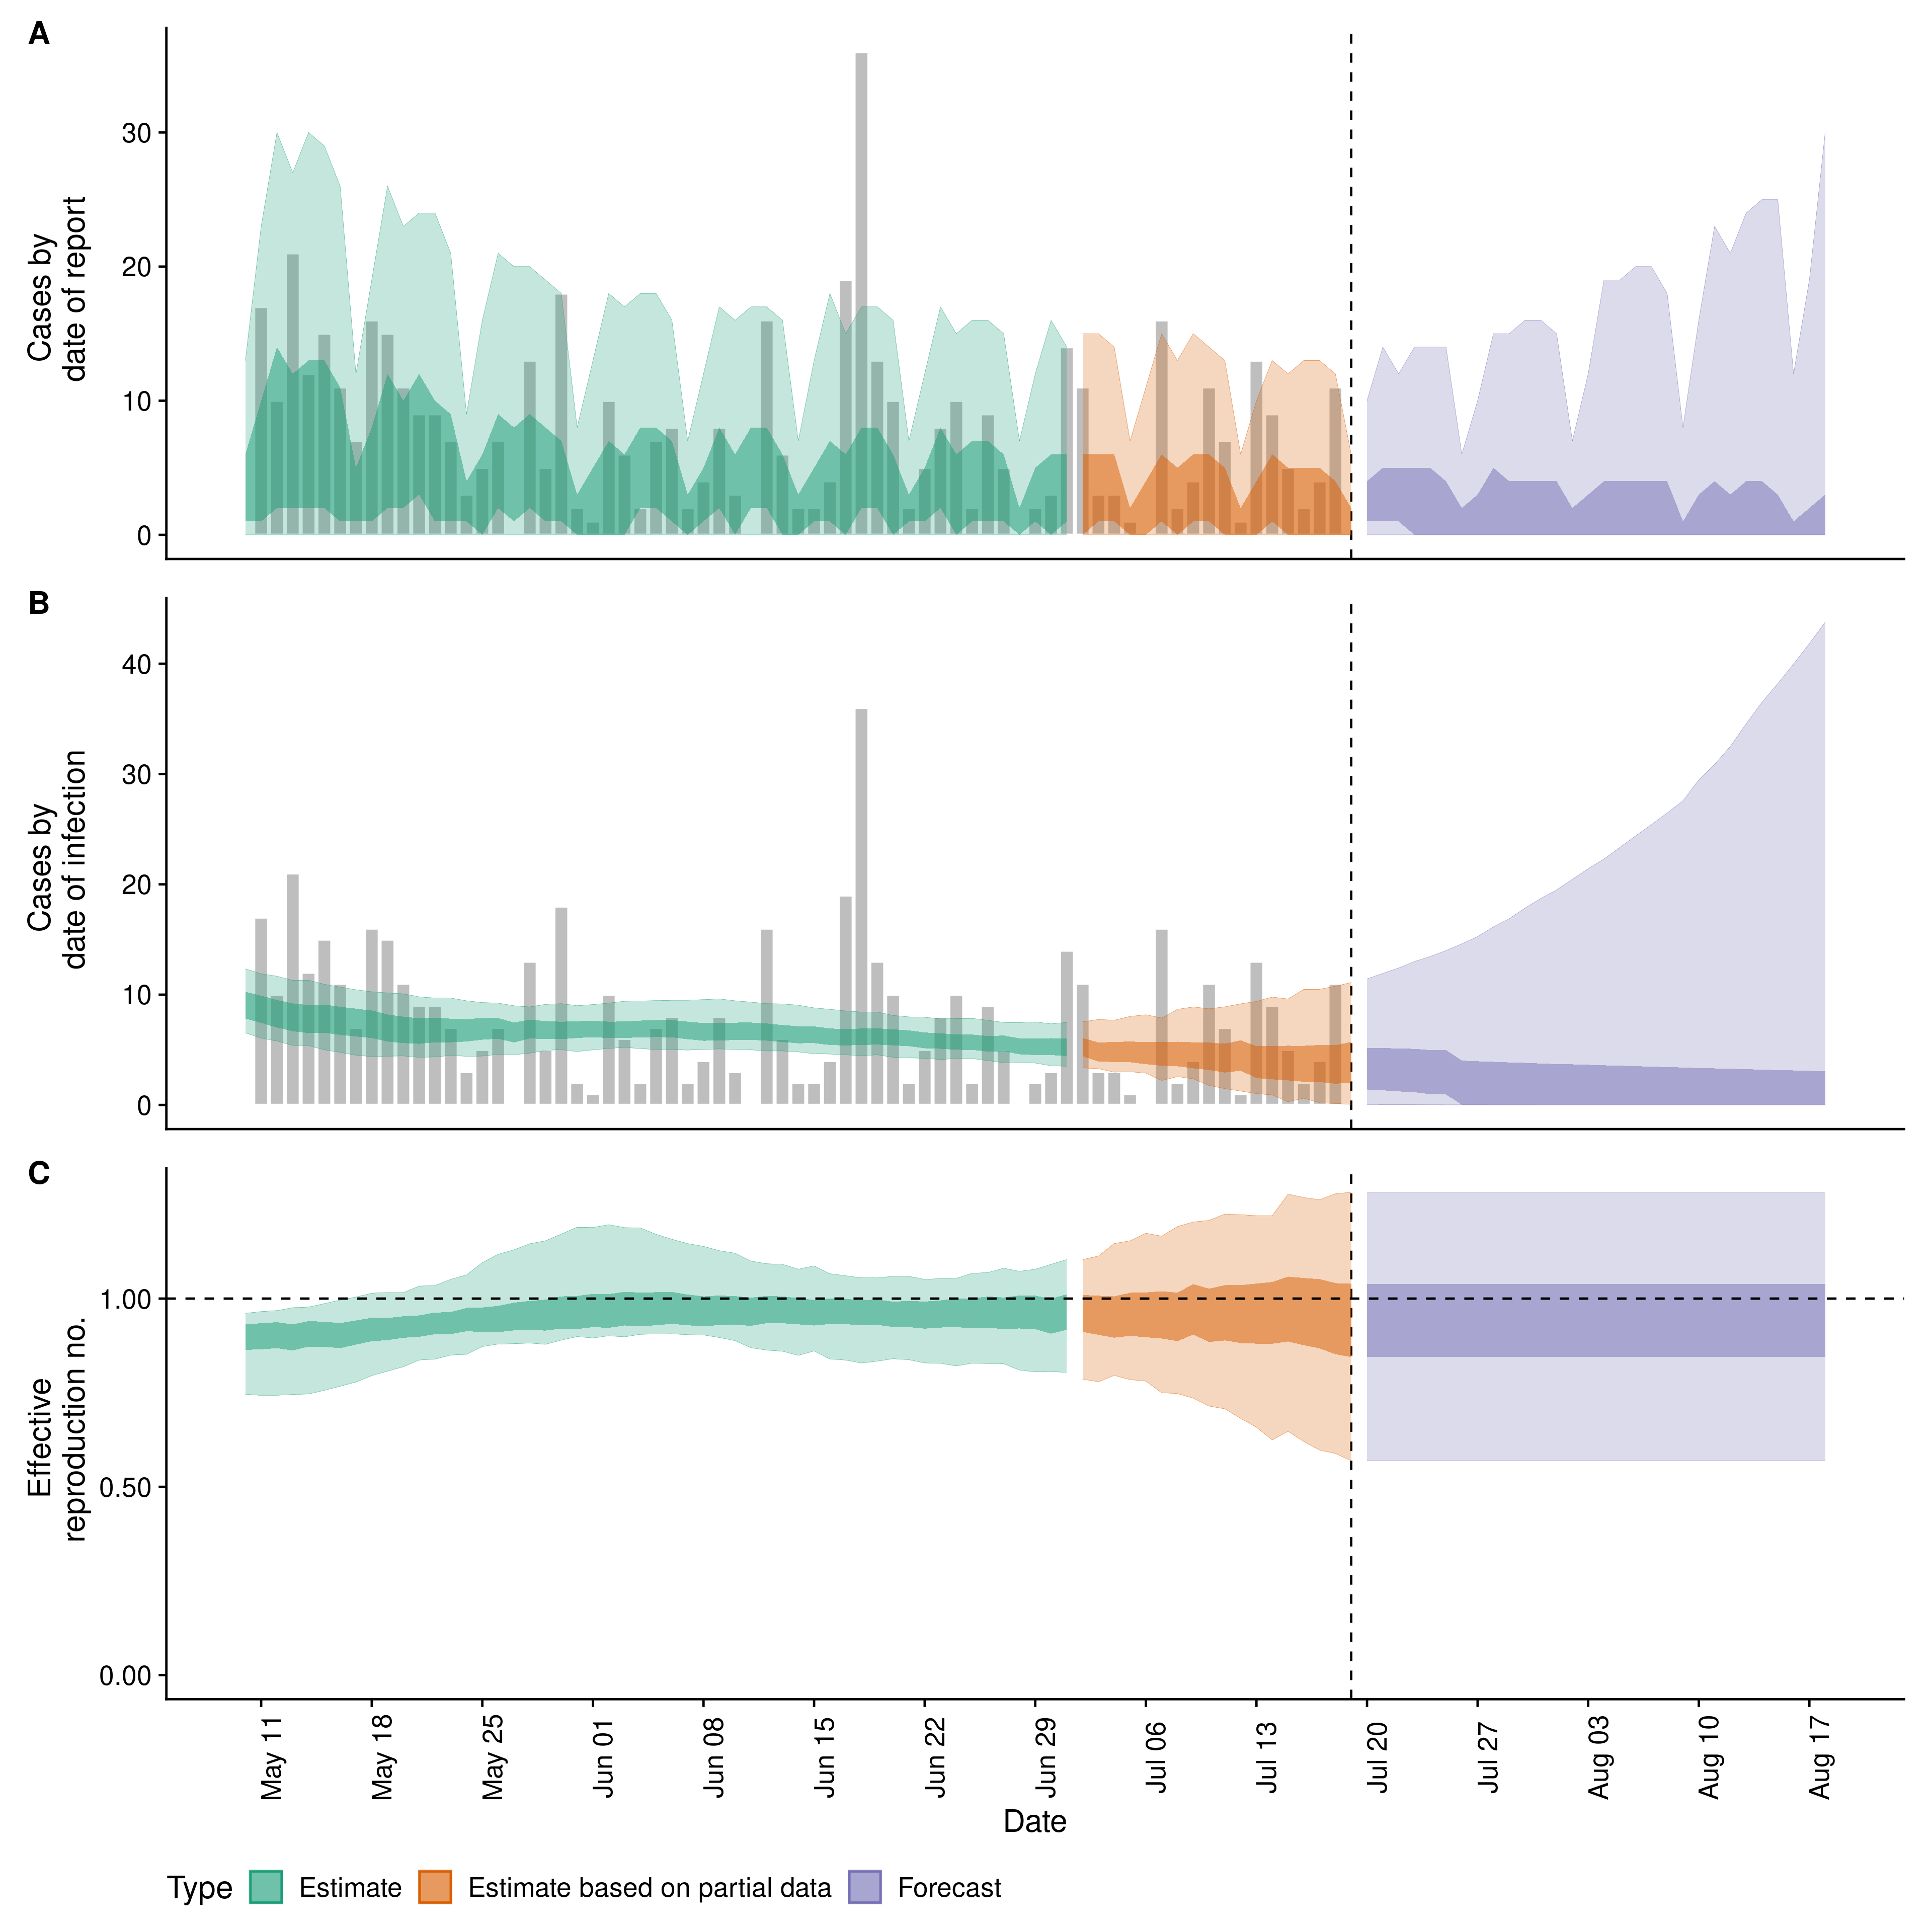 A
Cases by
date of report
30
20
10
0
B
Cases by
date of infection
40
30
20
10
0
C
Effective
reproduction no.
1.00
0.50
0.00
May 11
May 18
May 25
Jun 01
Jun 08
Jun 15
Jun 22
Jun 29
Jul 06
Jul 13
Jul 20
Jul 27
Aug 03
Aug 10
Aug 17
Date
Type Estimate Estimate based on partial data Forecast